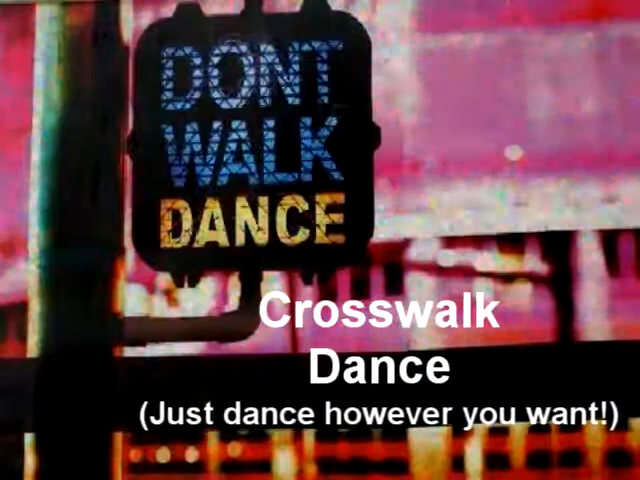 DONT
WALK
DANCE
Crosswalk
Dance
(Just dance however you want!)